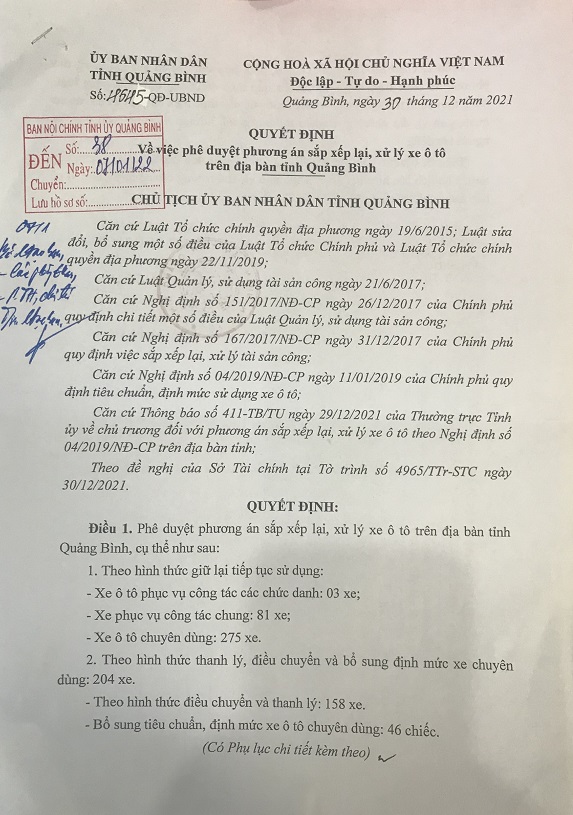 ỦY BAN NHÂN DÂN
TỈNH QUẢNG BÌNH
Số: 4545-QĐ-UBND
CỘNG HOÀ XÃ HỘI CHỦ NGHĨA VIỆT NAM
Độc lập - Tự do - Hạnh phúc
Quảng Bình, ngày 30 tháng 12 năm 2021
BAN NỘI CHÍNH TỈNH ỦY QUẢNG BÌNH
ĐẾN
Số: 38
Ngày: 07/01/22
Chuyển:
Lưu hồ sơ số:
QUYẾT ĐỊNH
Về việc phê duyệt phương án sắp xếp lại, xử lý xe ô tô
trên địa bàn tỉnh Quảng Bình
CHỦ TỊCH ỦY BAN NHÂN DÂN TỈNH QUẢNG BÌNH
Căn cứ Luật Tổ chức chính quyền địa phương ngày 19/6/2015; Luật sửa
đổi, bổ sung một số điều của Luật Tổ chức Chính phủ và Luật Tổ chức chính
quyền địa phương ngày 22/11/2019;
Căn cứ Luật Quản lý, sử dụng tài sản công ngày 21/6/2017;
Căn cứ Nghị định số 151/2017/NĐ-CP ngày 26/12/2017 của Chính phủ
quy định chi tiết một số điều của Luật Quản lý, sử dụng tài sản công;
Căn cứ Nghị định số 167/2017/NĐ-CP ngày 31/12/2017 của Chính phủ
quy định việc sắp xếp lại, xử lý tài sản công;
Căn cứ Nghị định số 04/2019/NĐ-CP ngày 11/01/2019 của Chính phủ quy
định tiêu chuẩn, định mức sử dụng xe ô tô;
Căn cứ Thông báo số 411-TB/TU ngày 29/12/2021 của Thường trực Tỉnh
ủy về chủ trương đối với phương án sắp xếp lại, xử lý xe ô tô theo Nghị định số
04/2019/NĐ-CP trên địa bàn tỉnh;
Theo đề nghị của Sở Tài chính tại Tờ trình số 4965/TTr-STC ngày
30/12/2021.
QUYẾT ĐỊNH:
Điều 1. Phê duyệt phương án sắp xếp lại, xử lý xe ô tô trên địa bàn tỉnh
Quảng Bình, cụ thể như sau:
1. Theo hình thức giữ lại tiếp tục sử dụng:
- Xe ô tô phục vụ công tác các chức danh: 03 xe;
- Xe phục vụ công tác chung: 81 xe;
- Xe ô tô chuyên dùng: 275 xe.
2. Theo hình thức thanh lý, điều chuyển và bổ sung định mức xe chuyên
dùng: 204 xe.
- Theo hình thức điều chuyển và thanh lý: 158 xe.
- Bổ sung tiêu chuẩn, định mức xe ô tô chuyên dùng: 46 chiếc.
(Có Phụ lục chi tiết kèm theo)